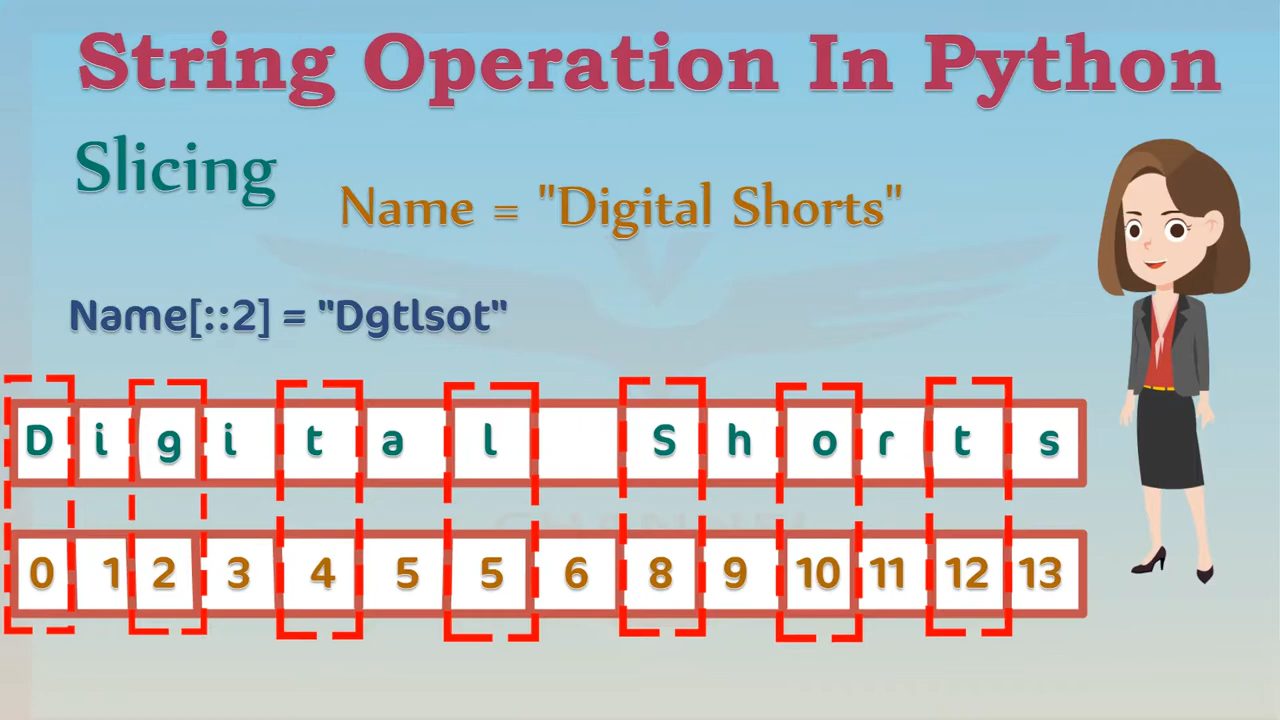 String Operation In Python
Slicing
Name = "Digital Shorts"
Name[::2] = "Dgtlsot"
D i g i t a l S h o r t s
0 1 2 3 4 5 5 6 8 9 10 11 12 13